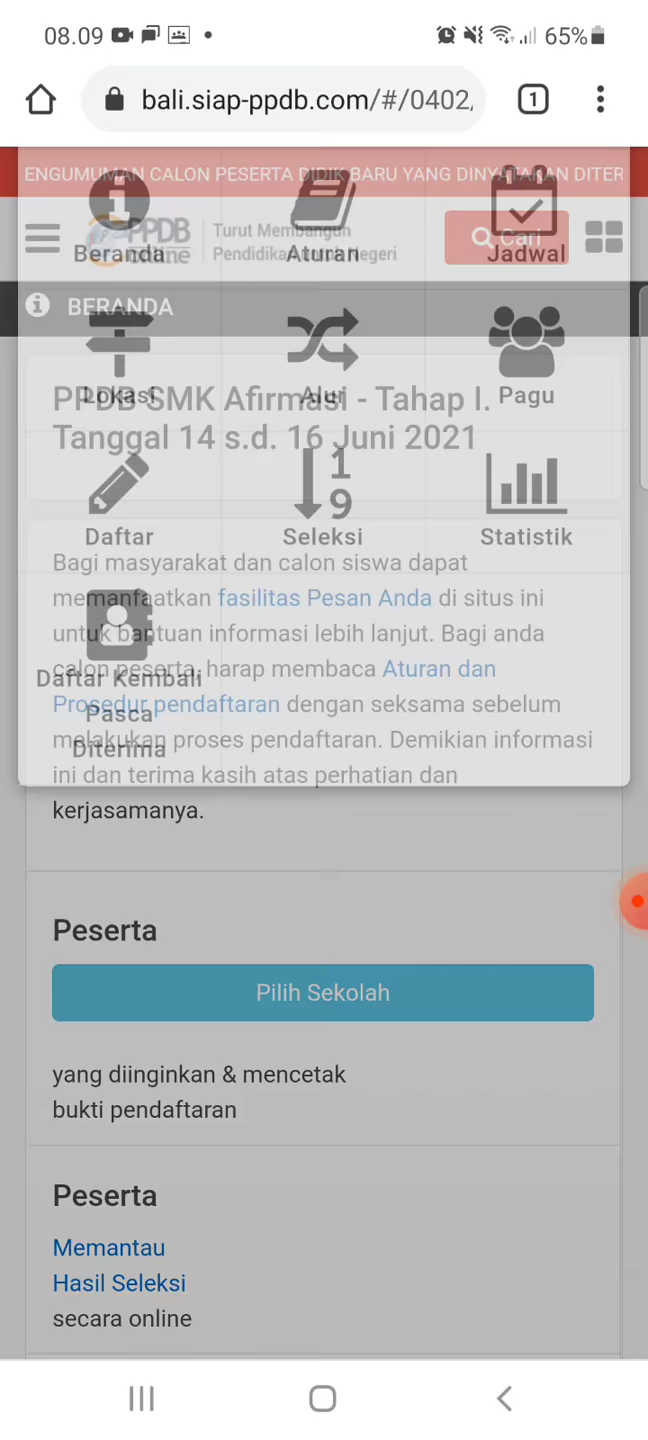 08.09
65%
bali.siap-ppdb.com/#/0402,
1
ENGUMUMAN CALON PESERTA DIDIK BARU YANG DINYATAKAN DITER
PPDB
Online
Turut Membangun
Pendidikan untuk Negeri
Cari
Beranda
Aturan
Jadwal
BERANDA
Lokasi
Alur
Pagu
PPDB SMK Afirmasi - Tahap I.
Tanggal 14 s.d. 16 Juni 2021
Daftar
Seleksi
Statistik
Bagi masyarakat dan calon siswa dapat
memanfaatkan fasilitas Pesan Anda di situs ini
untuk bantuan informasi lebih lanjut. Bagi anda
calon peserta, harap membaca Aturan dan
Prosedur pendaftaran dengan seksama sebelum
melakukan proses pendaftaran. Demikian informasi
ini dan terima kasih atas perhatian dan
kerjasamanya.
Daftar Kembali
Pasca
Diterima
Peserta
Pilih Sekolah
yang diinginkan & mencetak
bukti pendaftaran
Peserta
Memantau
Hasil Seleksi
secara online